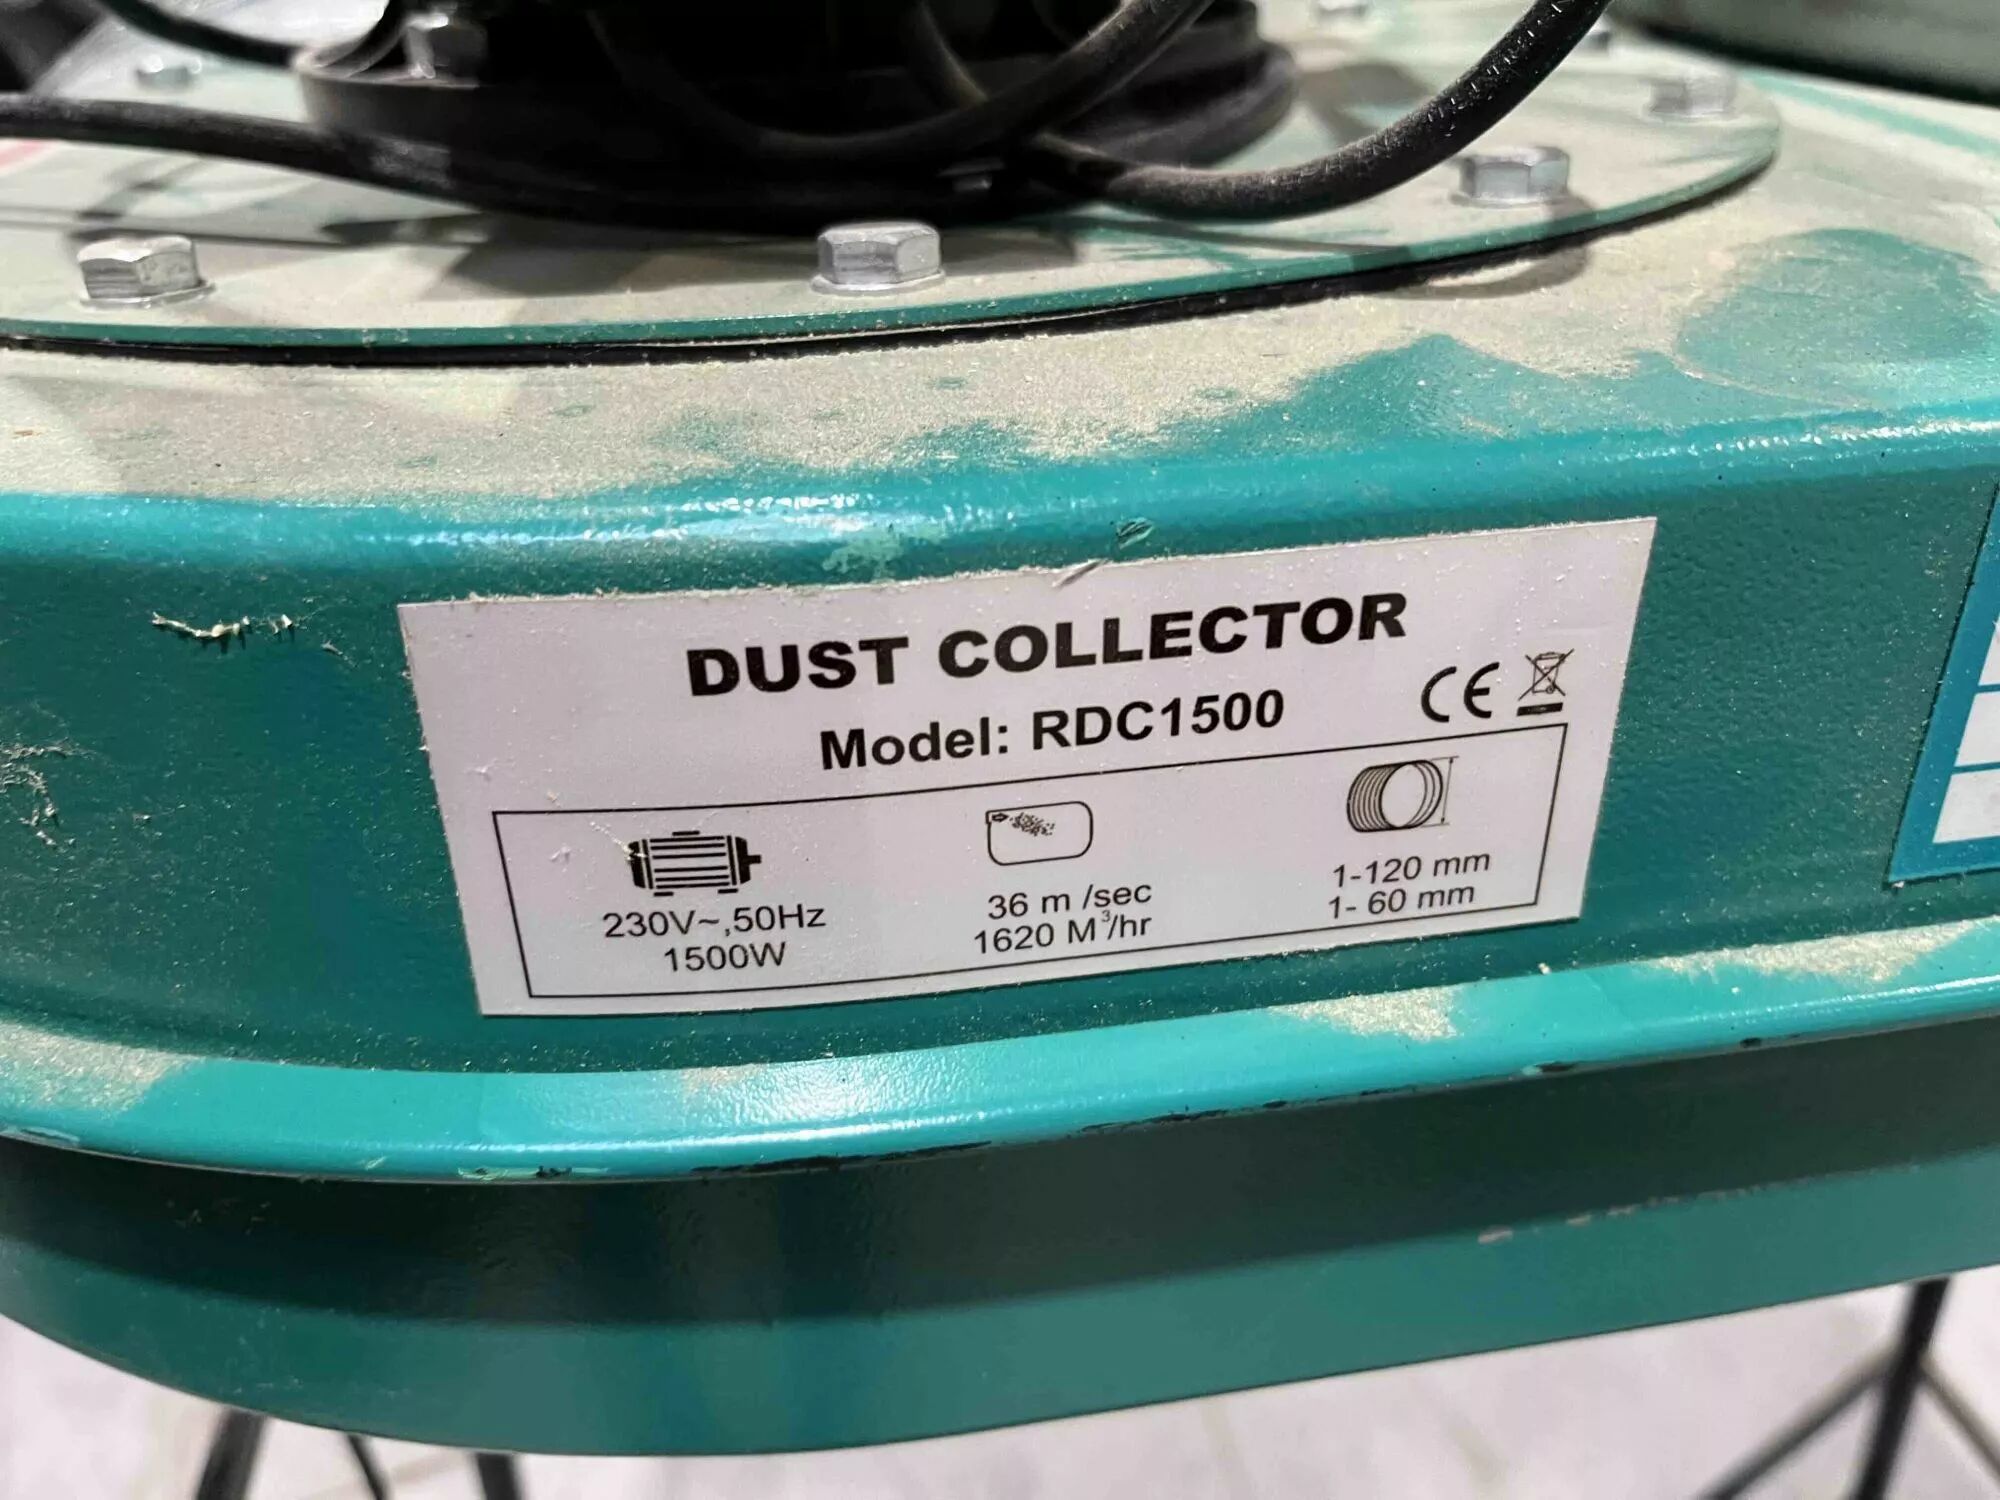 DUST COLLECTOR
Model: RDC1500
CE
230V~,50Hz
1500W
36 m /sec
1620 M³/hr
1-120 mm
1- 60 mm